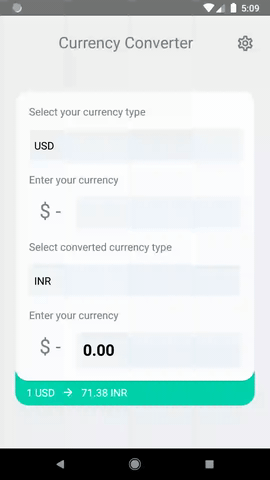 5:09
Currency Converter
Select your currency type
USD
Enter your currency
$ -
Select converted currency type
INR
Enter your currency
$ - 0.00
1 USD → 71.38 INR